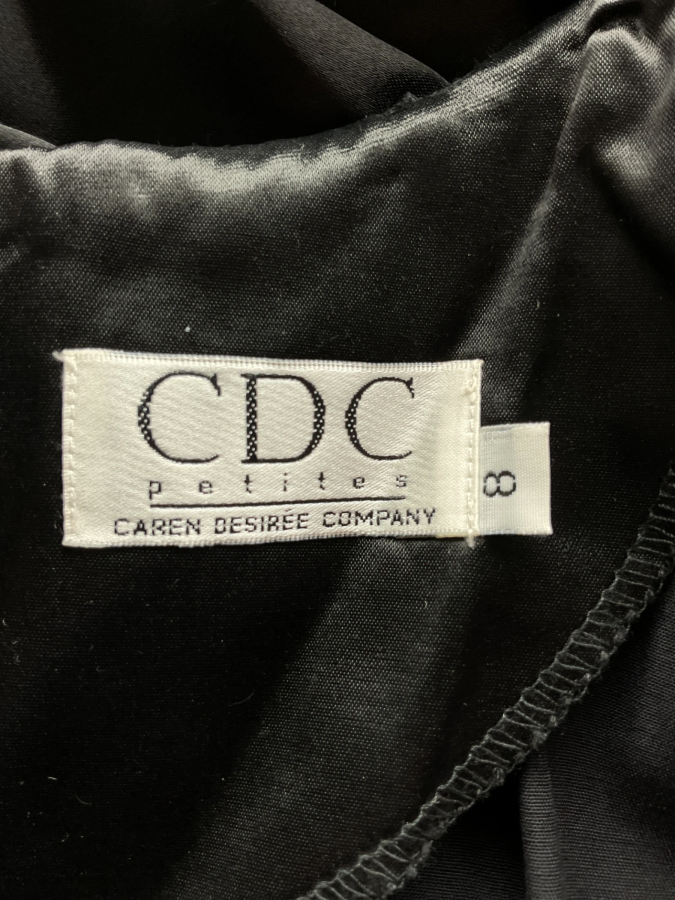 CDC
petites
CAREN DESIRÉE COMPANY
8